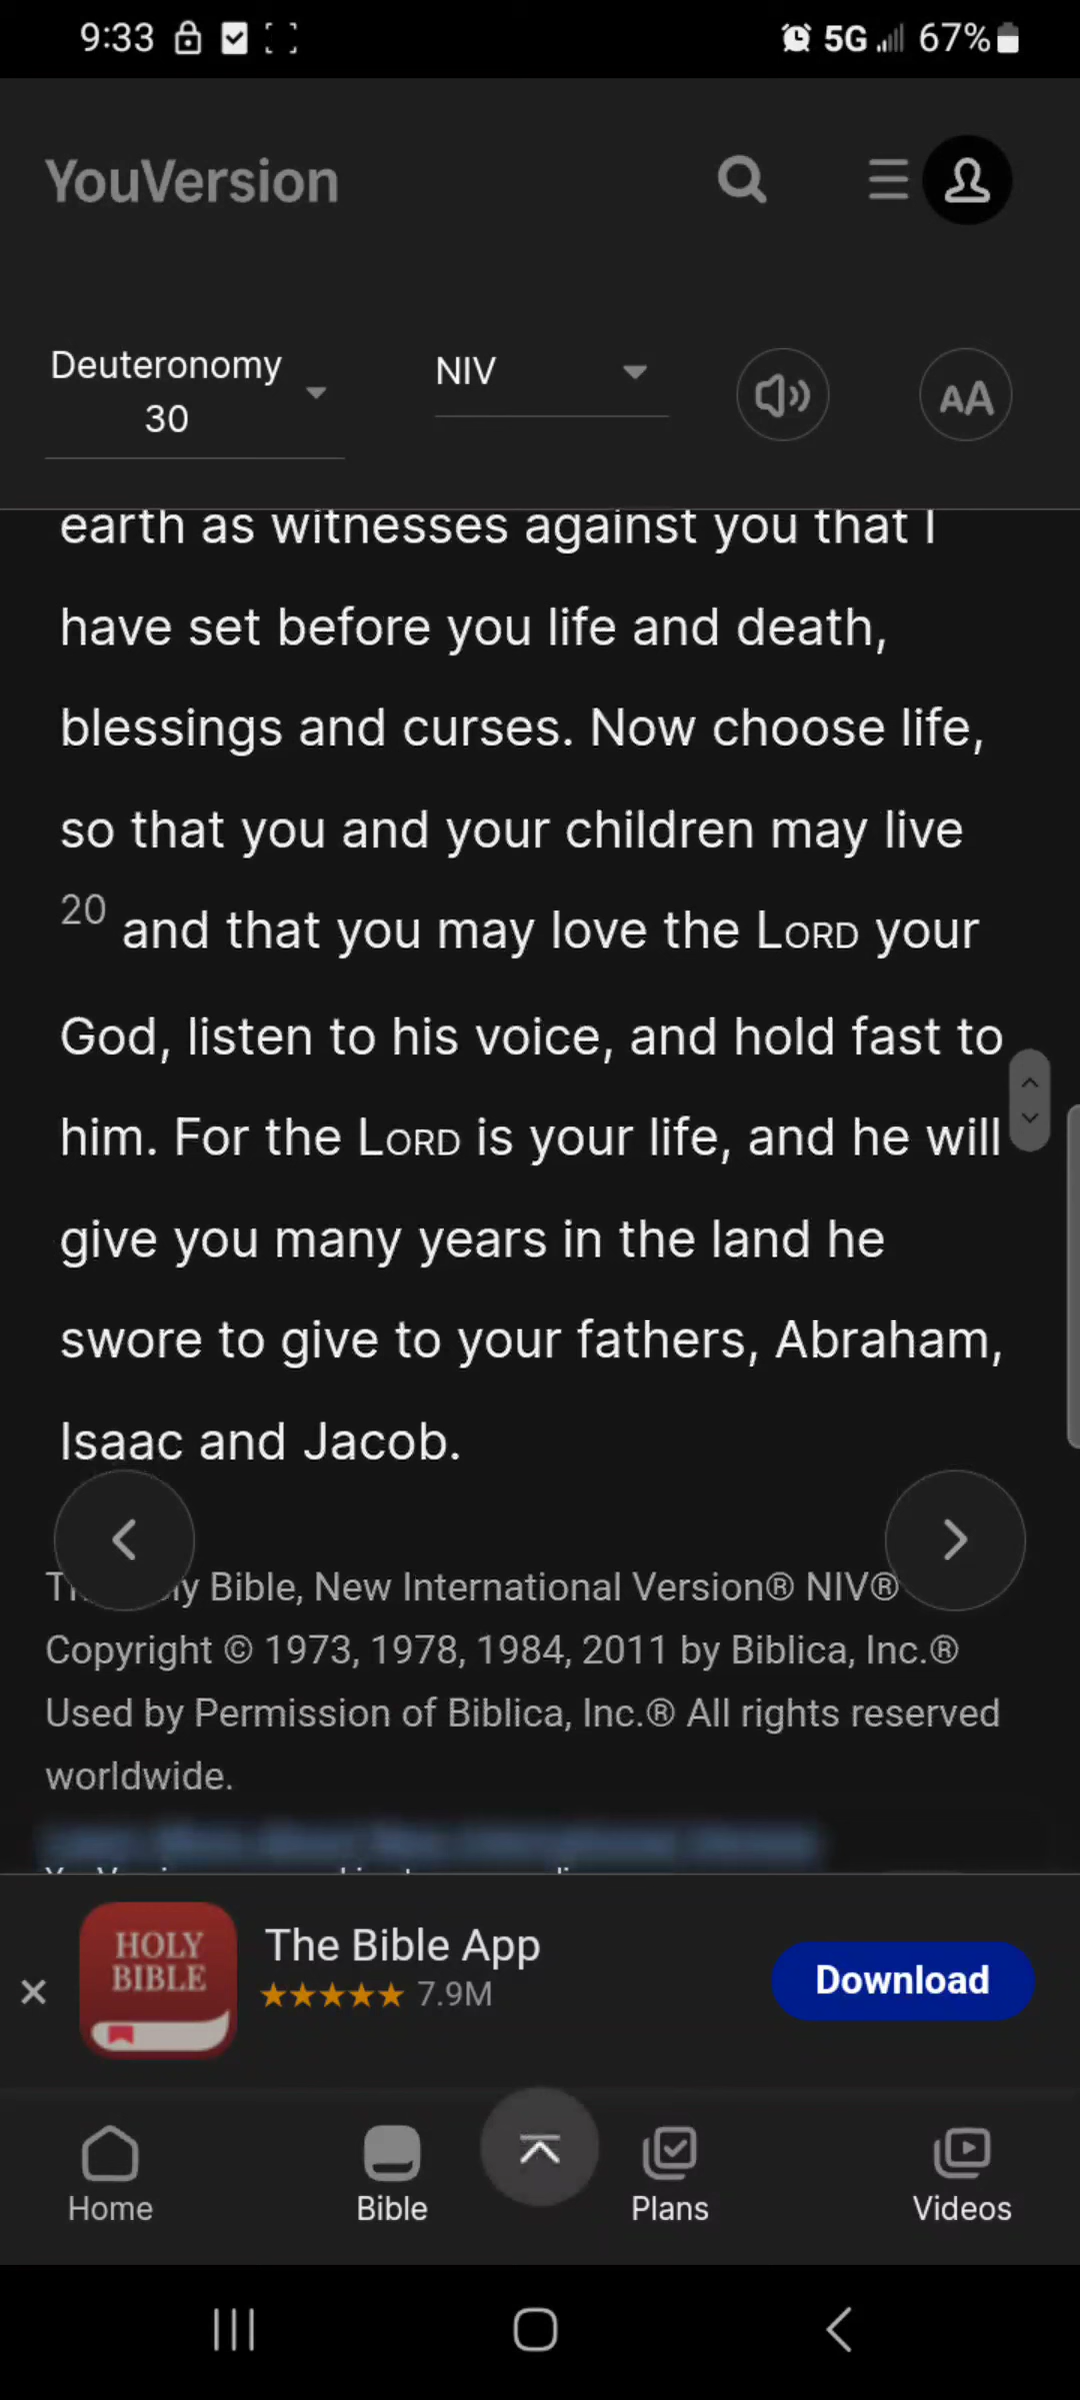 9:33 5G 67%
YouVersion
Deuteronomy
30
NIV
AA
earth as witnesses against you that I
have set before you life and death,
blessings and curses. Now choose life,
so that you and your children may live
20 and that you may love the LORD your
God, listen to his voice, and hold fast to
him. For the LORD is your life, and he will
give you many years in the land he
swore to give to your fathers, Abraham,
Isaac and Jacob.
Bible, New International Version® NIV®
Copyright © 1973, 1978, 1984, 2011 by Biblica, Inc.®
Used by Permission of Biblica, Inc.® All rights reserved
worldwide.
HOLY
BIBLE
The Bible App
7.9M
Download
Home
Bible
Plans
Videos